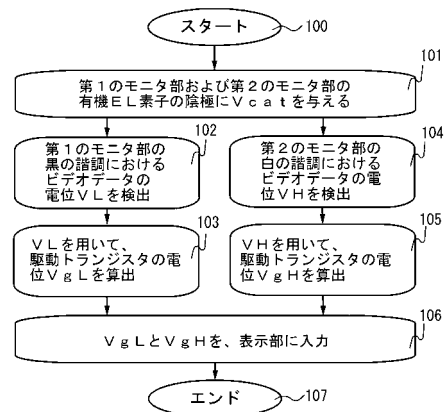 スタート
100
101
第1のモニタ部および第2のモニタ部の
有機EL素子の陰極にVcatを与える
102
第1のモニタ部の
黒の諧調における
ビデオデータの
電位VLを検出
104
第2のモニタ部の
白の諧調における
ビデオデータの電
位VHを検出
103
VLを用いて、
駆動トランジスタの電
位VgLを算出
105
VHを用いて、
駆動トランジスタの電
位VgHを算出
106
VgLとVgHを、表示部に入力
エンド
107